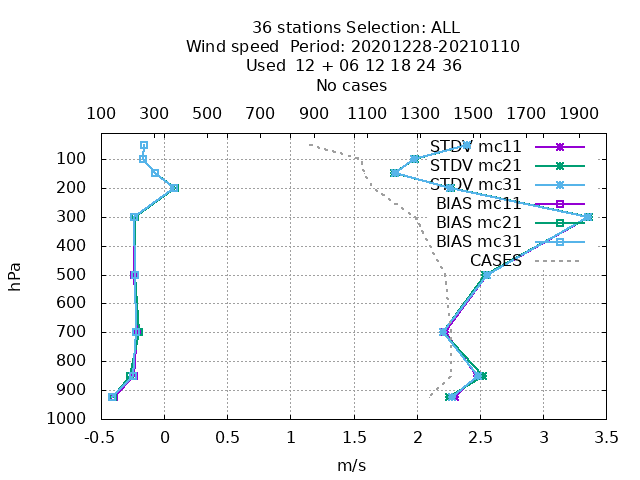 36 stations Selection: ALL
Wind speed  Period: 20201228-20210110
Used  12 + 06 12 18 24 36
No cases
100 300 500 700 900 1100 1300 1500 1700 1900
STDV mc11
STDV mc21
STDV mc31
BIAS mc11
BIAS mc21
BIAS mc31
CASES
hPa
100
200
300
400
500
600
700
800
900
1000
-0.5 0 0.5 1 1.5 2 2.5 3 3.5
m/s